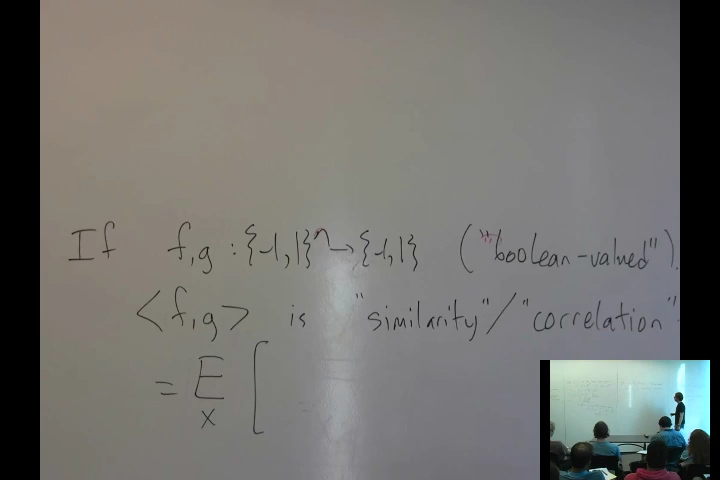 If f,g : {-1,1}ⁿ → {-1,1} ("boolean-valued").
<f,g> is "similarity"/"correlation"
= E [
x